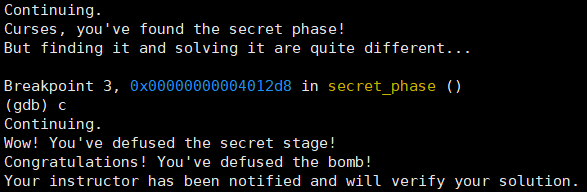 Continuing.
Curses, you've found the secret phase!
But finding it and solving it are quite different...
Breakpoint 3, 0x00000000004012d8 in secret_phase ()
(gdb) c
Continuing.
Wow! You've defused the secret stage!
Congratulations! You've defused the bomb!
Your instructor has been notified and will verify your solution.